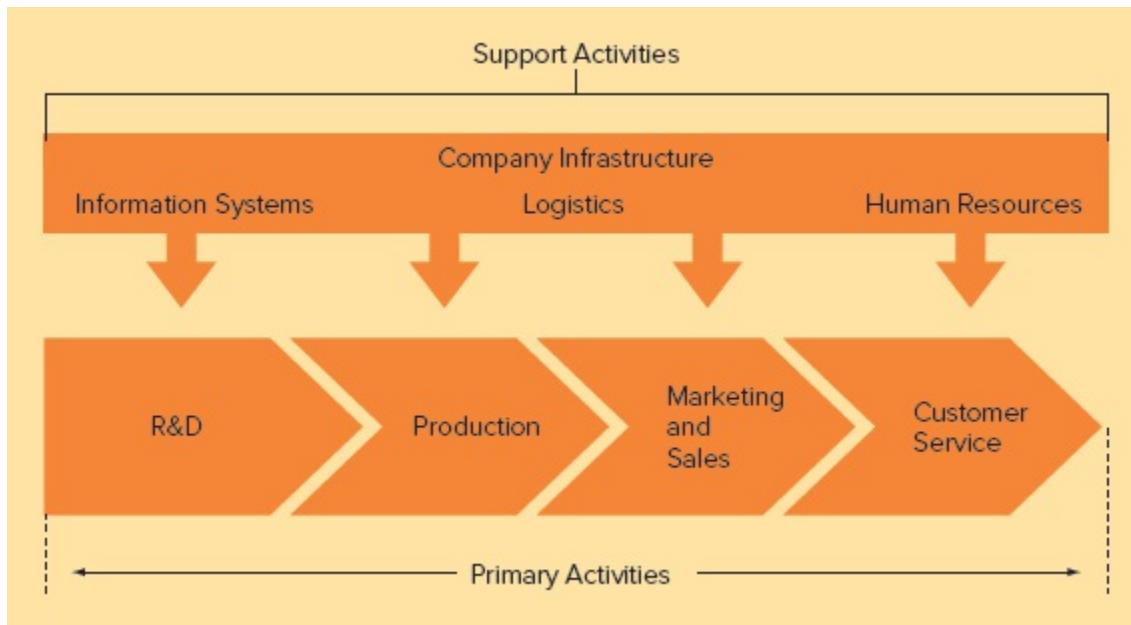 Support Activities
Company Infrastructure
Information Systems
Logistics
Human Resources
R&D
Production
Marketing
and
Sales
Customer
Service
Primary Activities